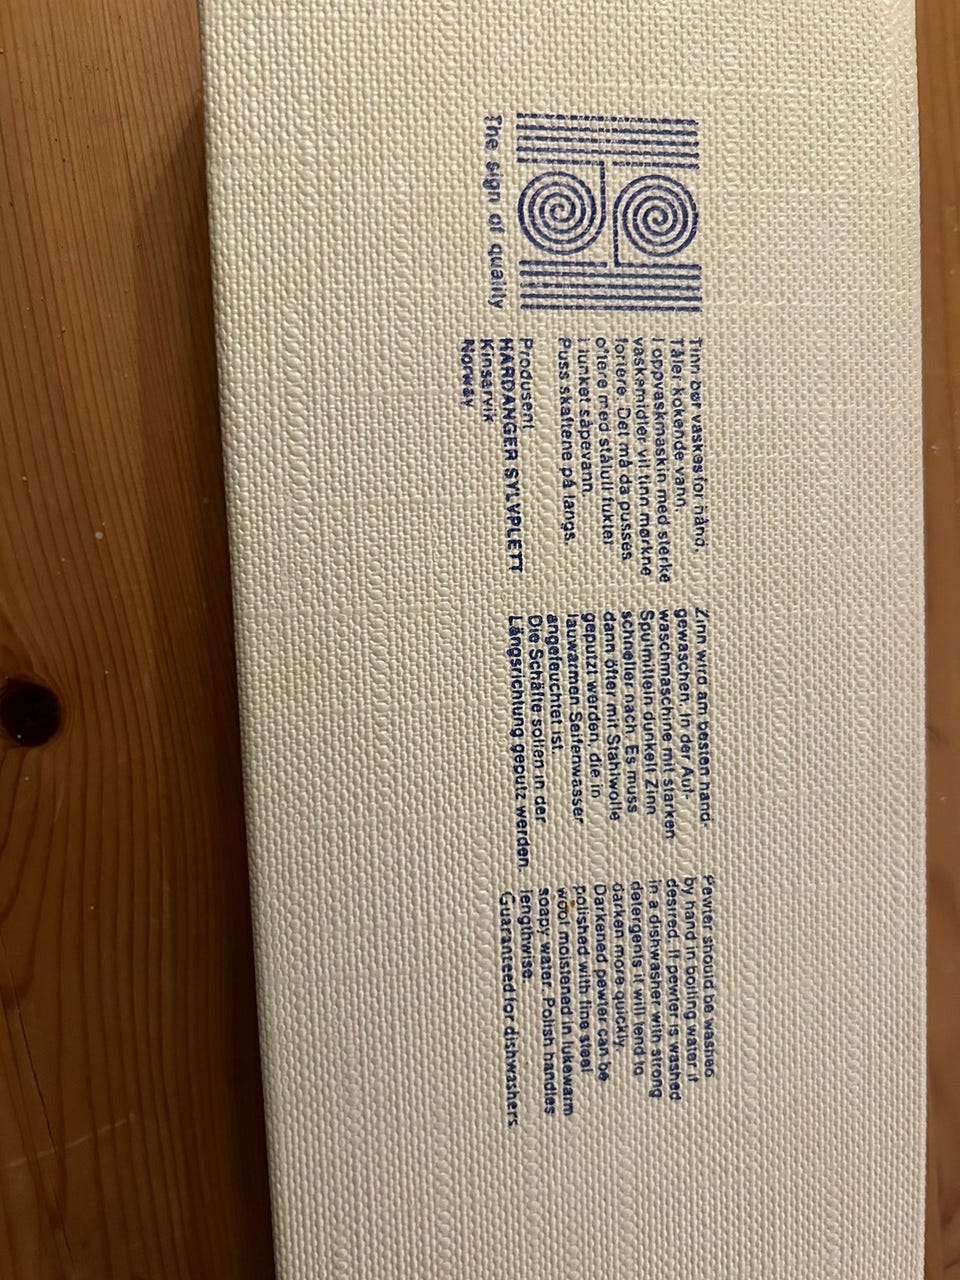 The sign of quality
Tinn bør vaskes for hånd.
Tåler kokende vann.
I oppvaskmaskin med sterke
vaskemidler vil tinn mørkne
fortere. Det må da pusses
oftere med stålull fuktet
i lunket såpevann.
Puss skaftene på langs.
Produsent
HARDANGER SYLVPLETT
Kinsarvik
Norway
Zinn wird am besten hand-
gewaschen. In der Auf-
waschmaschine mit starken
Spulmitteln dunkelt Zinn
schneller nach. Es muss
dann öfter mit Stahlwolle
geputzt werden, die in
lauwarmen Seifenwasser
angefeuchtet ist.
Die Schäfte sollen in der
Längsrichtung geputz werden.
Pewter should be washed
by hand in boiling water if
desired. If pewter is washed
in a dishwasher with strong
detergents it will tend to
darken more quickly.
Darkened pewter can be
polished with fine steel
wool moistened in lukewarm
soapy water. Polish handles
lengthwise.
Guaranteed for dishwashers.